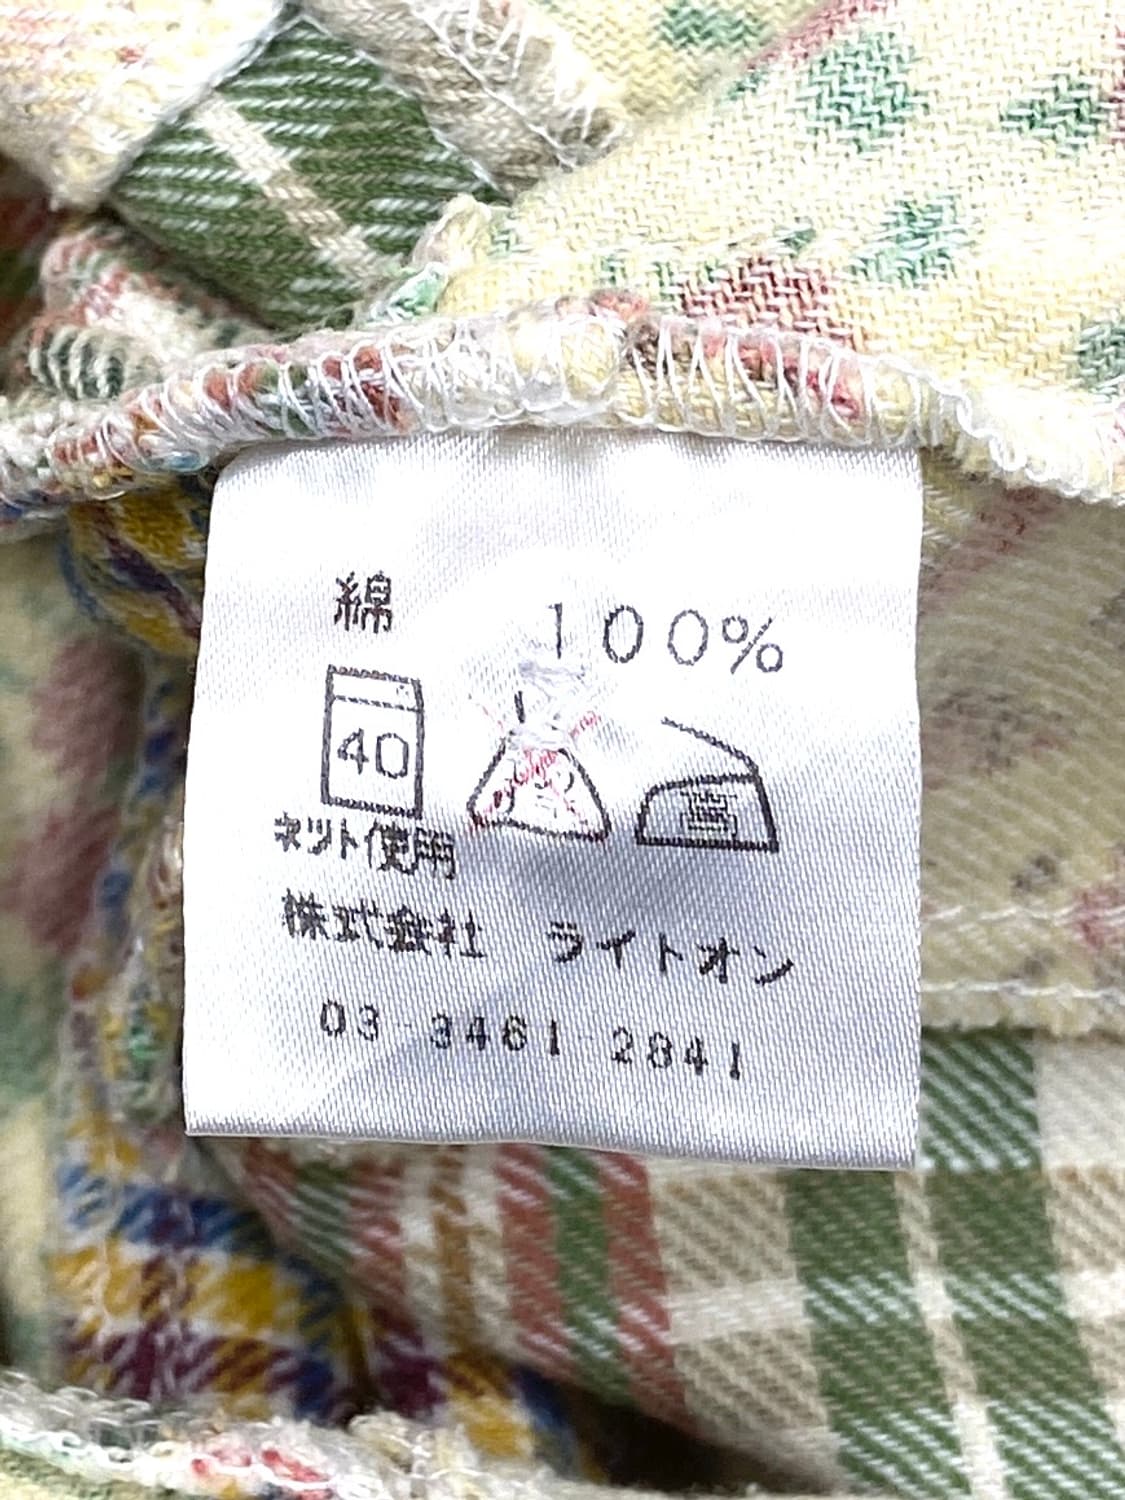 綿 100%
40 高
ネット使用
株式会社 ライトオン
03-3461-2841